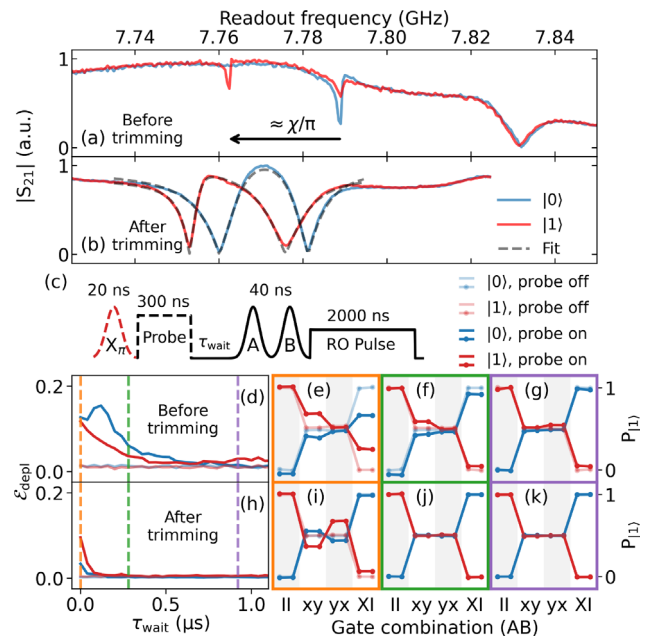 Readout frequency (GHz)
7.74 7.76 7.78 7.80 7.82 7.84
|S21| (a.u.)
1
0
(a) Before
trimming
≈ χ/π
1
0
(b) After
trimming
|0⟩
|1⟩
Fit
(c)
20 ns
300 ns
40 ns
2000 ns
Xπ
Probe
τwait
A
B
RO Pulse
|0⟩, probe off
|1⟩, probe off
|0⟩, probe on
|1⟩, probe on
0.2
0.1
0.0
(d)
Before
trimming
(e)
(f)
(g)
1
0
P|1⟩
Ɛdepl
0.2
0.0
(h)
After
trimming
(i)
(j)
(k)
1
0
P|1⟩
0.0 0.5 1.0
τwait (μs)
II xy yx XI
II xy yx XI
II xy yx XI
Gate combination (AB)